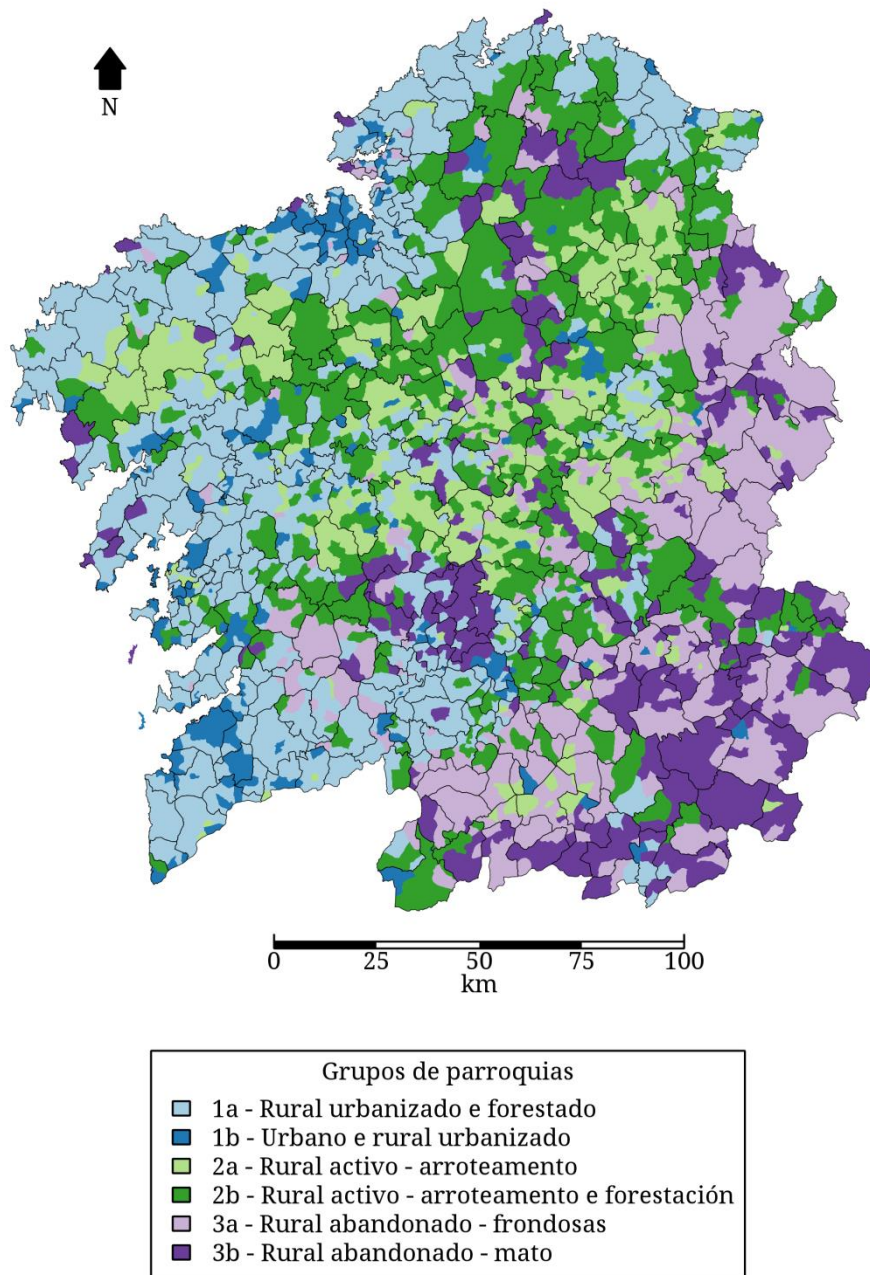 N
0 25 50 75 100
km
Grupos de parroquias
1a - Rural urbanizado e forestado
1b - Urbano e rural urbanizado
2a - Rural activo - arroteamento
2b - Rural activo - arroteamento e forestación
3a - Rural abandonado - frondosas
3b - Rural abandonado - mato